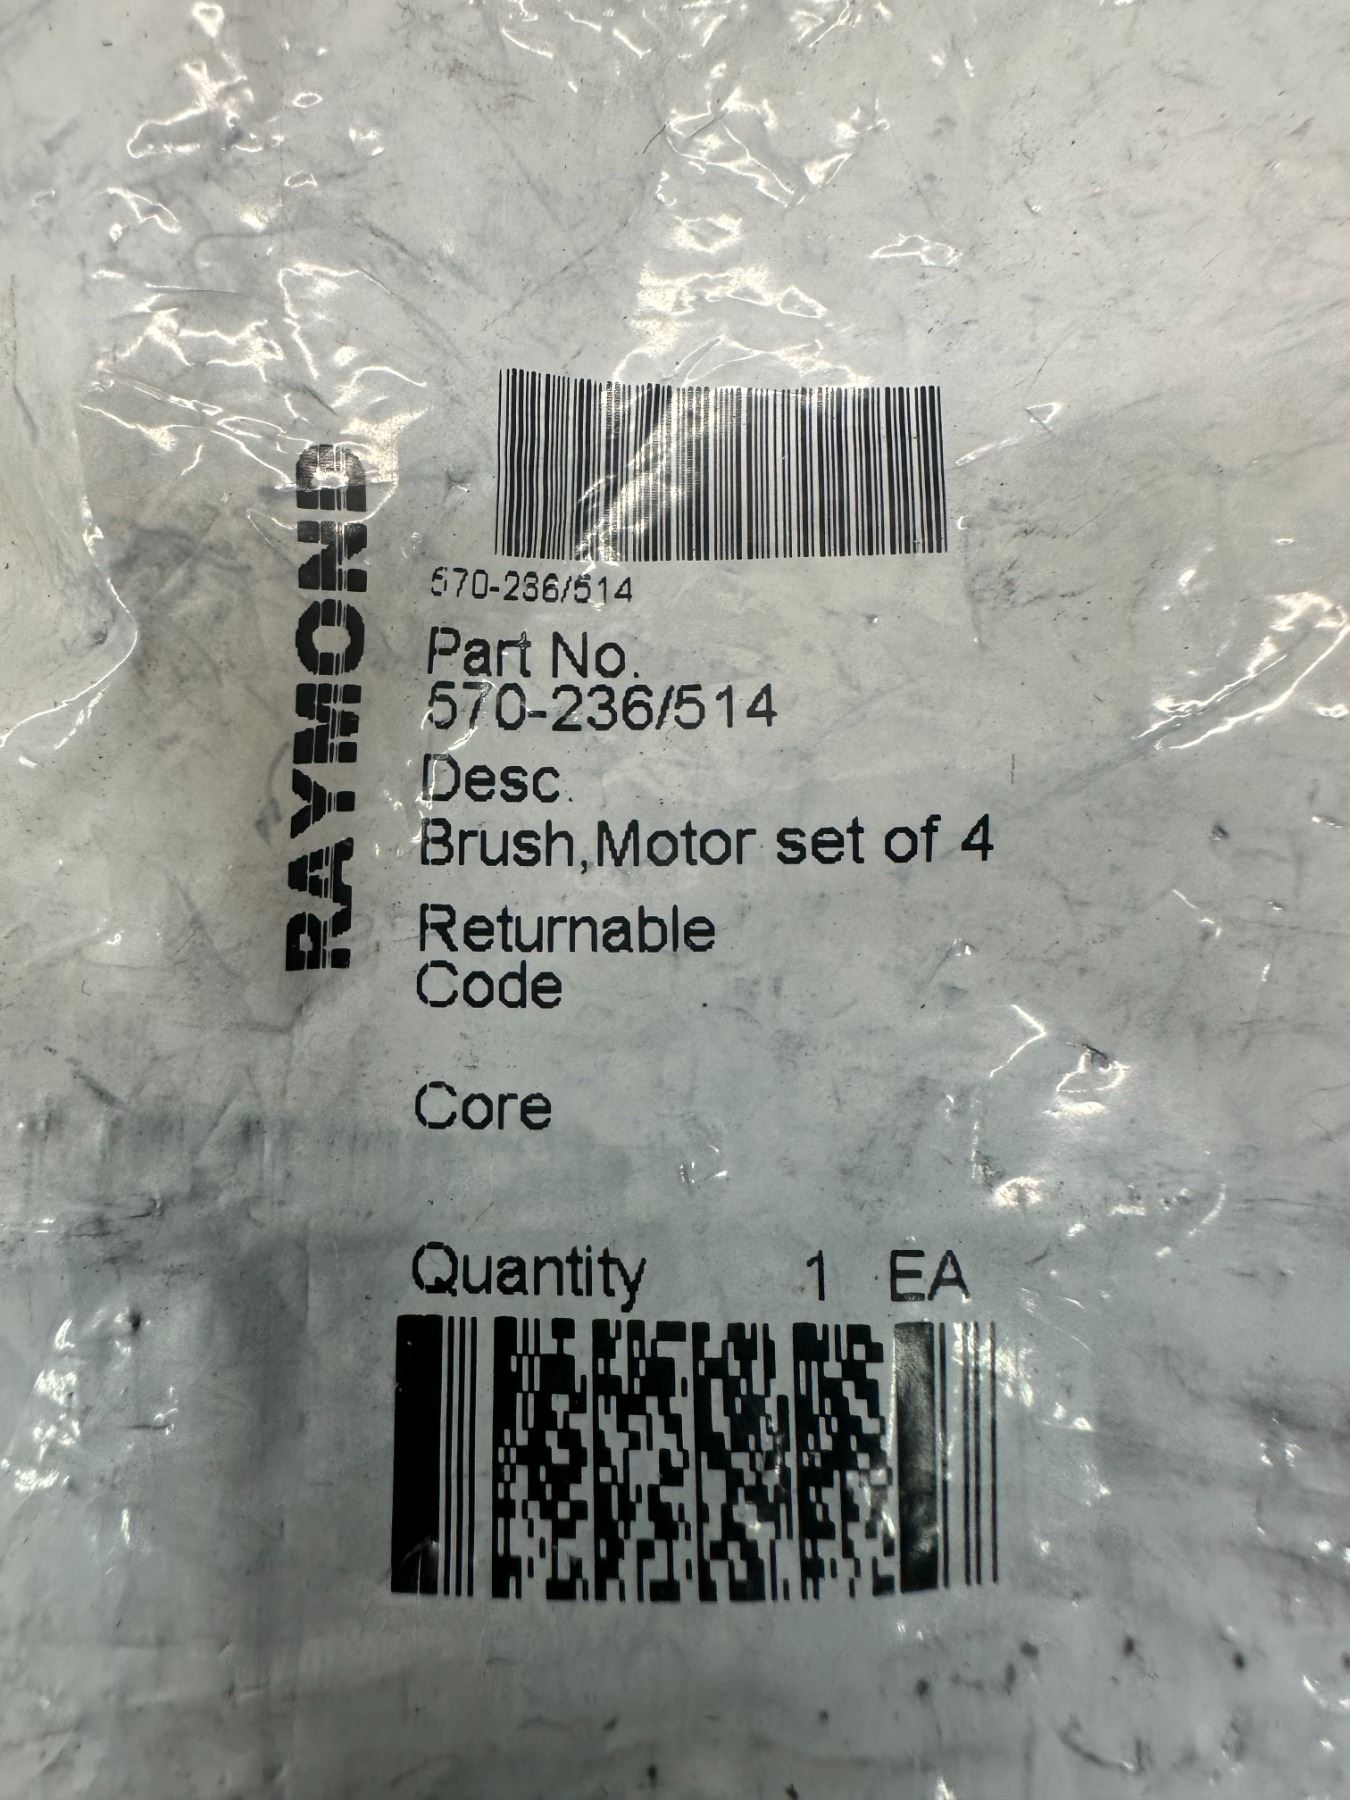 RAYMOND
570-236/514
Part No.
570-236/514
Desc.
Brush,Motor set of 4
Returnable
Code
Core
Quantity 1 EA